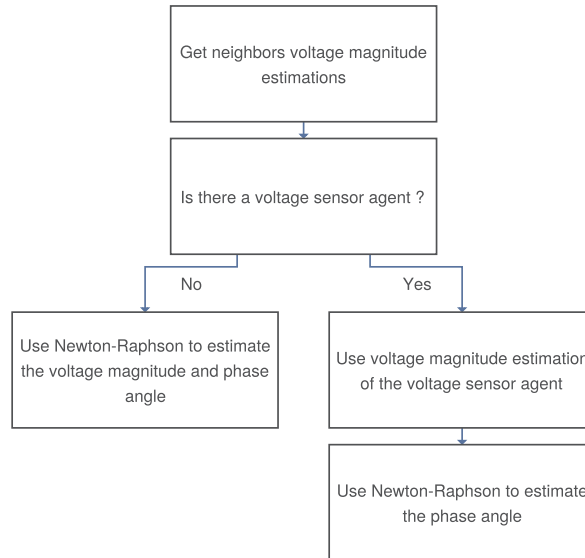 Get neighbors voltage magnitude
estimations
Is there a voltage sensor agent ?
No
Yes
Use Newton-Raphson to estimate
the voltage magnitude and phase
angle
Use voltage magnitude estimation
of the voltage sensor agent
Use Newton-Raphson to estimate
the phase angle